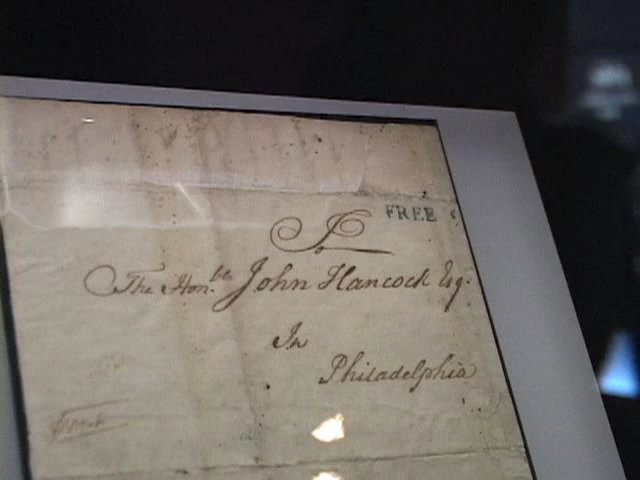 FREE
To
The Hon.ble John Hancock Esq.
In
Philadelphia